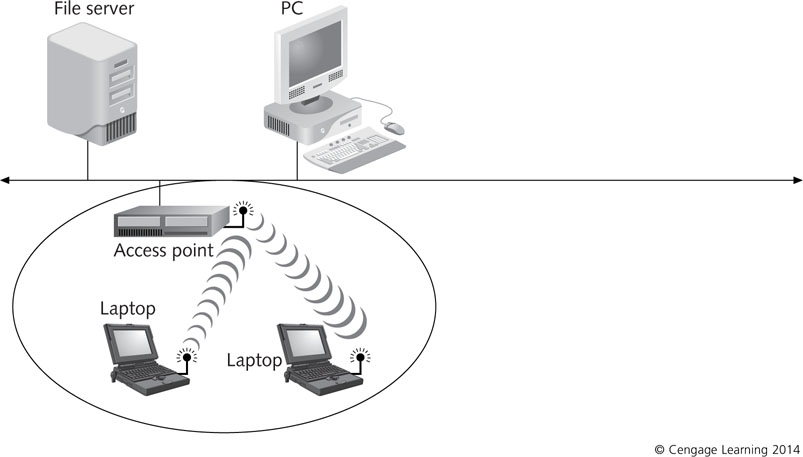 File server
PC
Access point
Laptop
Laptop
© Cengage Learning 2014